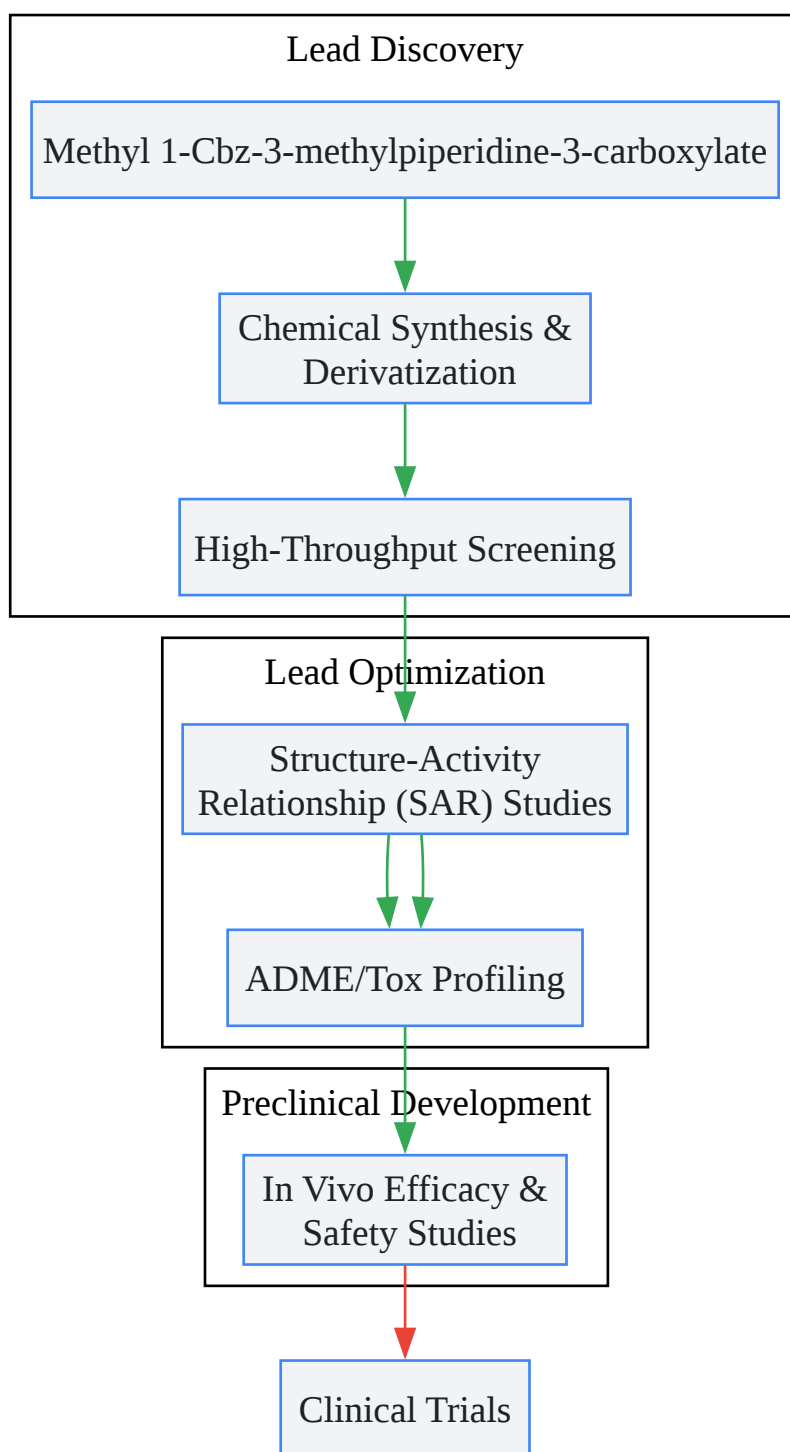 Lead Discovery
Methyl 1-Cbz-3-methylpiperidine-3-carboxylate
Chemical Synthesis &
Derivatization
High-Throughput Screening
Lead Optimization
Structure-Activity
Relationship (SAR) Studies
ADME/Tox Profiling
Preclinical Development
In Vivo Efficacy &
Safety Studies
Clinical Trials